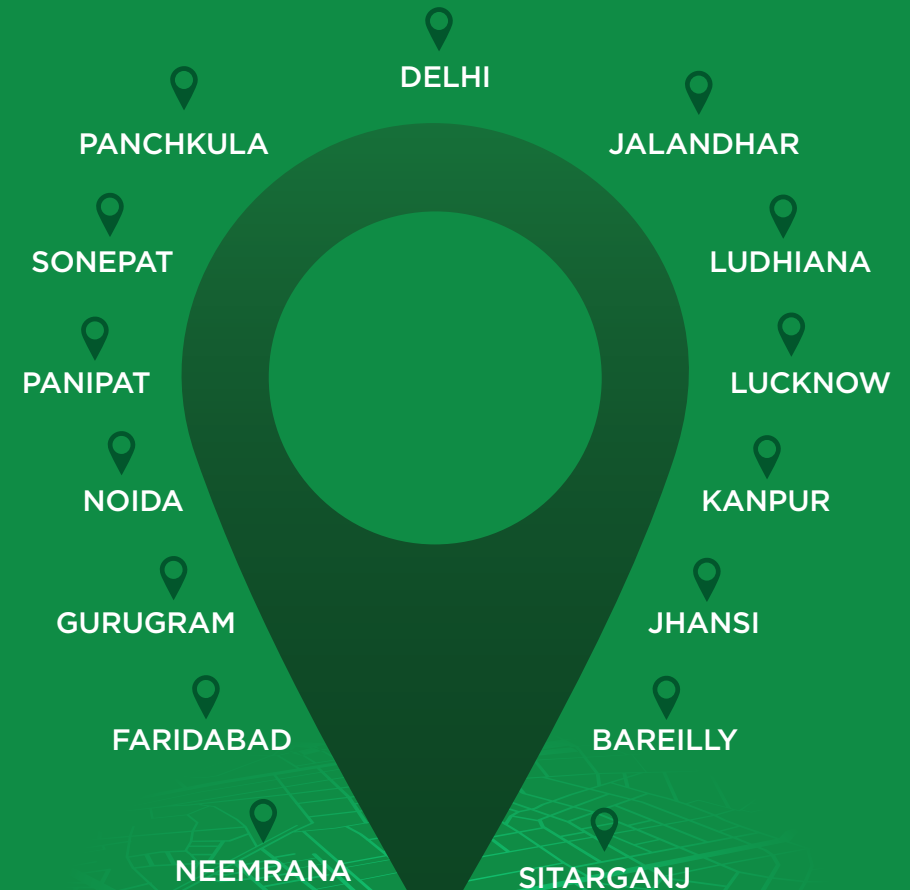 DELHI
PANCHKULA
JALANDHAR
SONEPAT
LUDHIANA
PANIPAT
LUCKNOW
NOIDA
KANPUR
GURUGRAM
JHANSI
FARIDABAD
BAREILLY
NEEMRANA
SITARGANJ